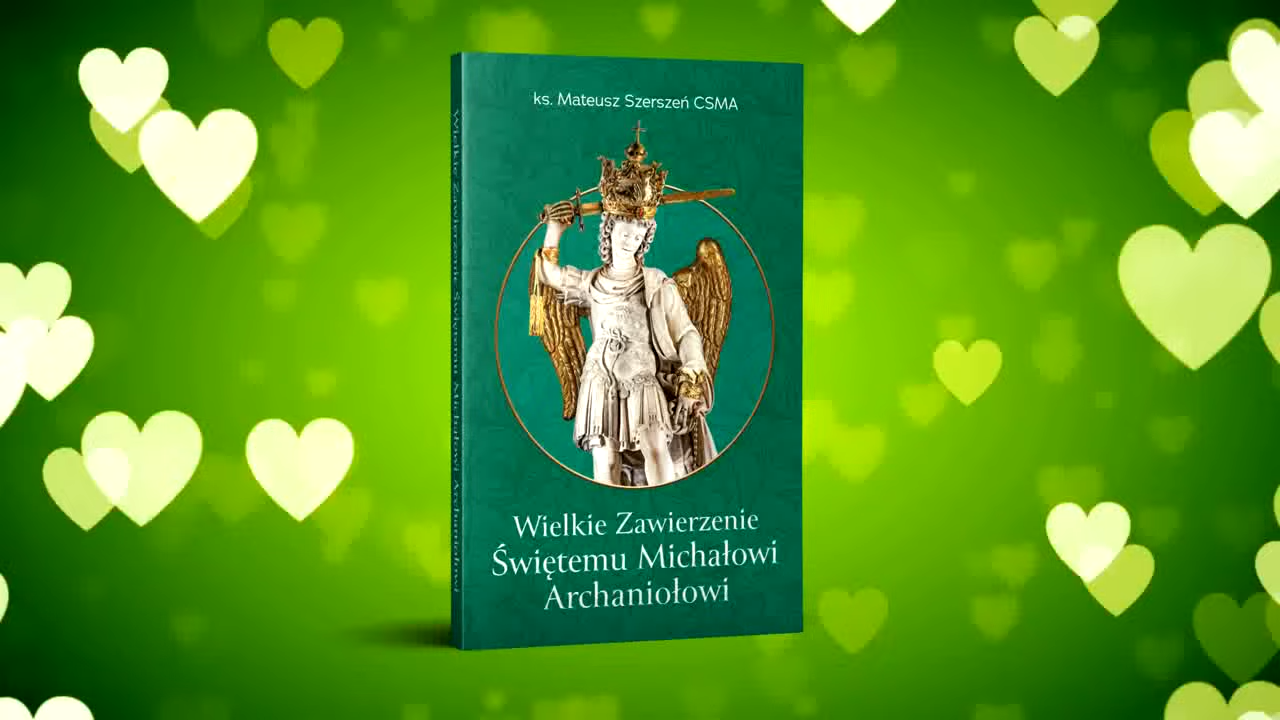 ks. Mateusz Szerszeń CSMA
Wielkie Zawierzenie
Świętemu Michałowi
Archaniołowi
Wielkie Zawierzenie Świętemu Michałowi Archaniołowi